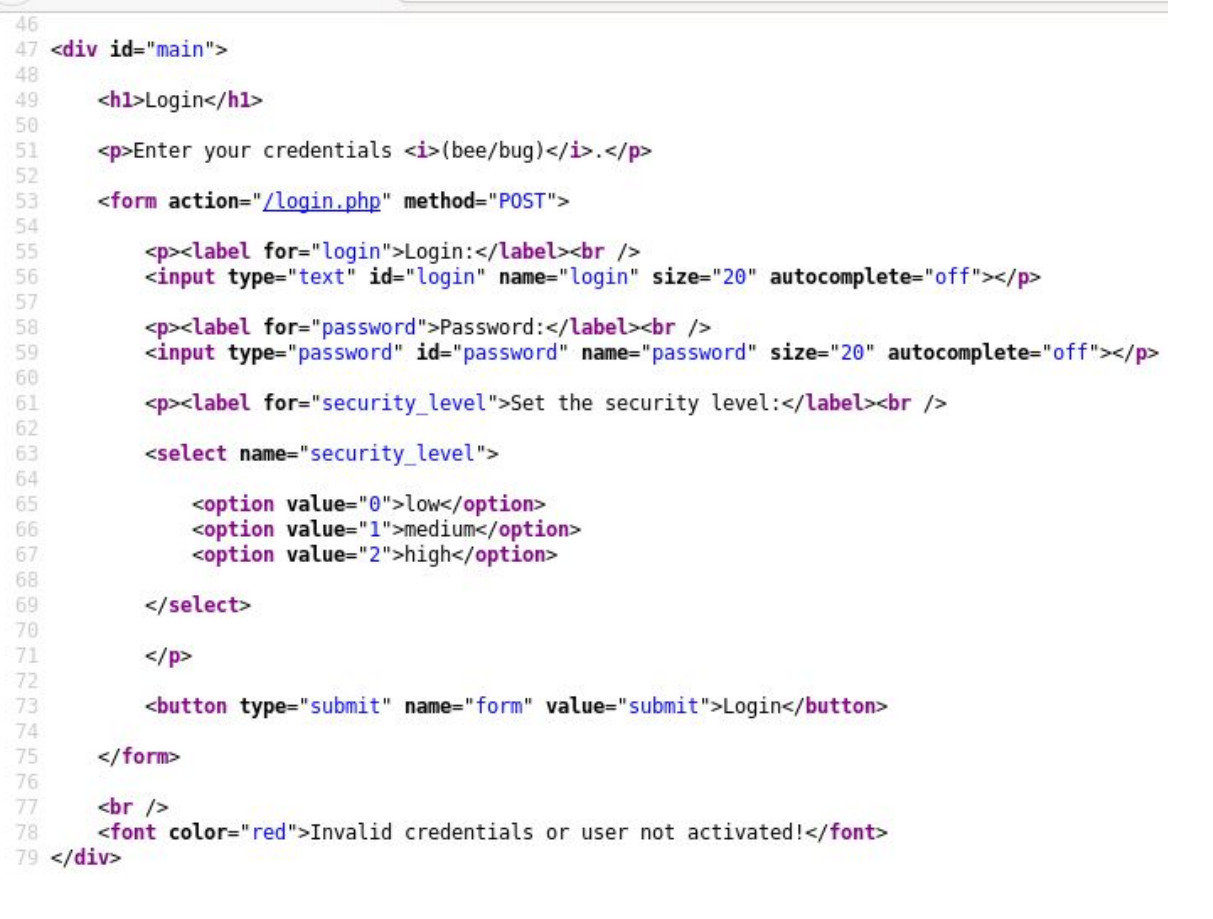 46
47 <div id="main">
48
49 <h1>Login</h1>
50
51 <p>Enter your credentials <i>(bee/bug)</i>.</p>
52
53 <form action="/login.php" method="POST">
54
55 <p><label for="login">Login:</label><br />
56 <input type="text" id="login" name="login" size="20" autocomplete="off"></p>
57
58 <p><label for="password">Password:</label><br />
59 <input type="password" id="password" name="password" size="20" autocomplete="off"></p>
60
61 <p><label for="security_level">Set the security level:</label><br />
62
63 <select name="security_level">
64
65 <option value="0">low</option>
66 <option value="1">medium</option>
67 <option value="2">high</option>
68
69 </select>
70
71 </p>
72
73 <button type="submit" name="form" value="submit">Login</button>
74
75 </form>
76
77 <br />
78 <font color="red">Invalid credentials or user not activated!</font>
79 </div>